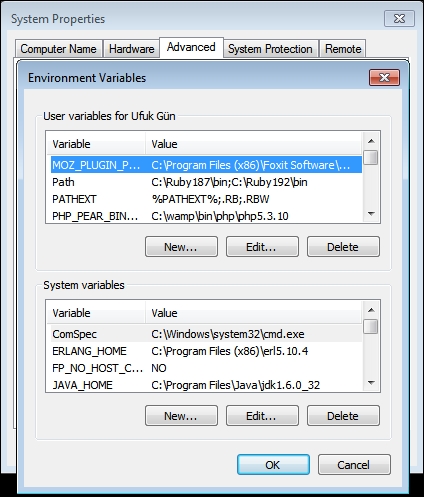 System Properties
Computer Name Hardware Advanced System Protection Remote
Environment Variables
User variables for Ufuk Gün
Variable Value
MOZ_PLUGIN_P... C:\Program Files (x86)\Foxit Software\...
Path C:\Ruby187\bin;C:\Ruby192\bin
PATHEXT %PATHEXT%;.RB;.RBW
PHP_PEAR_BIN... C:\wamp\bin\php\php5.3.10
New... Edit... Delete
System variables
Variable Value
ComSpec C:\Windows\system32\cmd.exe
ERLANG_HOME C:\Program Files (x86)\erl5.10.4
FP_NO_HOST_C... NO
JAVA_HOME C:\Program Files\Java\jdk1.6.0_32
New... Edit... Delete
OK Cancel